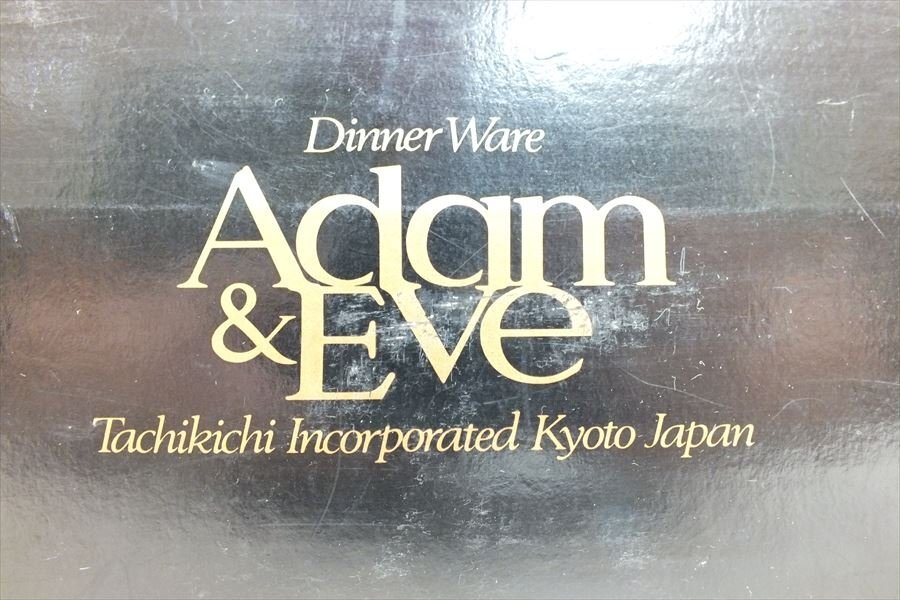 Dinner Ware
Adam
& Eve
Tachikichi Incorporated Kyoto Japan